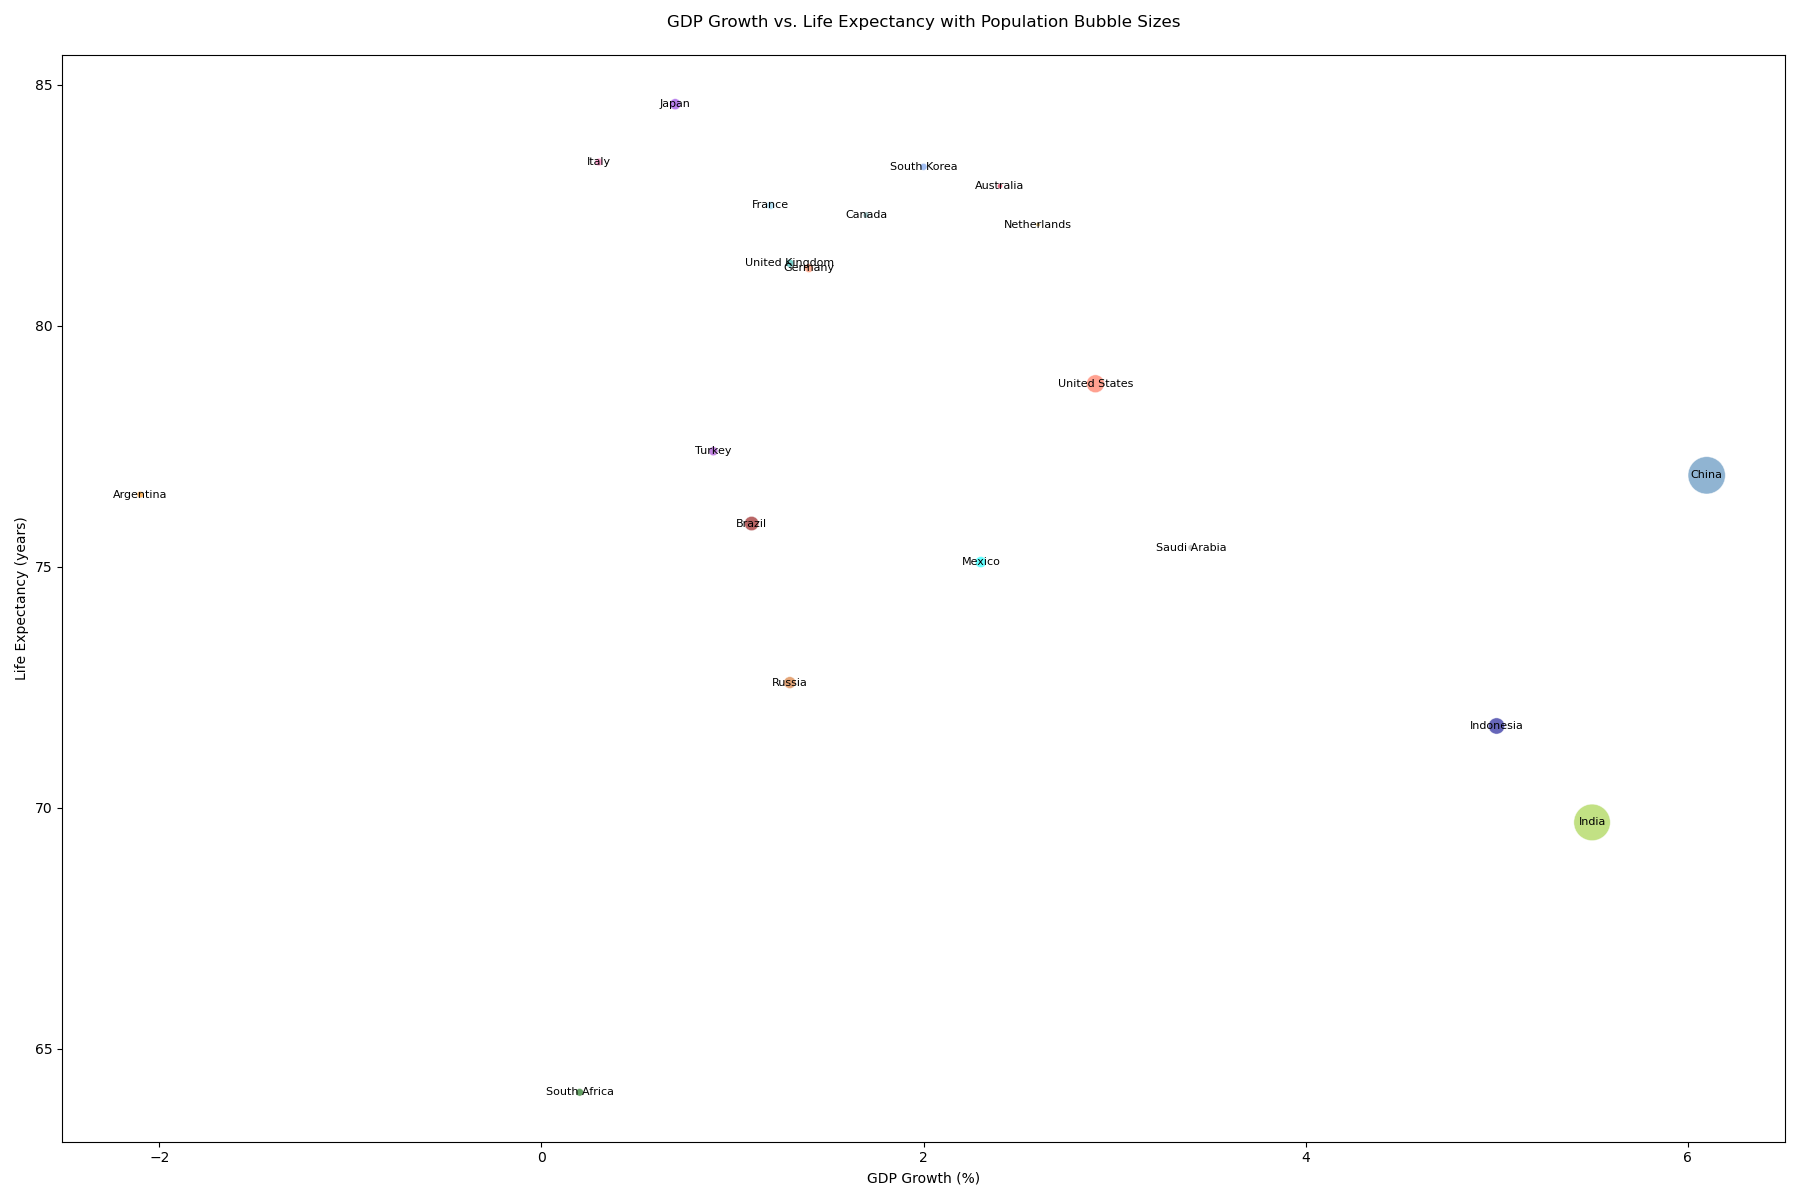 GDP Growth vs. Life Expectancy with Population Bubble Sizes
85
Japan
Italy
South Korea
Australia
France
Canada
Netherlands
United Kingdom
Germany
80
United States
Turkey
China
Argentina
Brazil
Saudi Arabia
75
Mexico
Life Expectancy (years)
Russia
Indonesia
70
India
65
South Africa
−2
0
2
4
6
GDP Growth (%)